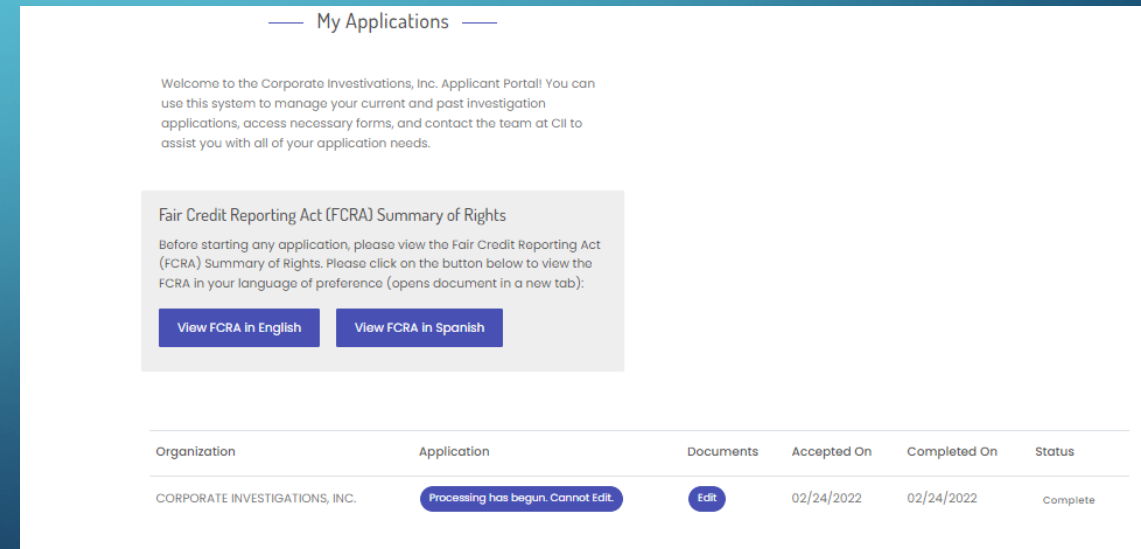 My Applications
Welcome to the Corporate Investivations, Inc. Applicant Portal! You can
use this system to manage your current and past investigation
applications, access necessary forms, and contact the team at CII to
assist you with all of your application needs.
Fair Credit Reporting Act (FCRA) Summary of Rights
Before starting any application, please view the Fair Credit Reporting Act
(FCRA) Summary of Rights. Please click on the button below to view the
FCRA in your language of preference (opens document in a new tab):
View FCRA in English View FCRA in Spanish
Organization Application Documents Accepted On Completed On Status
CORPORATE INVESTIGATIONS, INC. Processing has begun. Cannot Edit. Edit 02/24/2022 02/24/2022 Complete